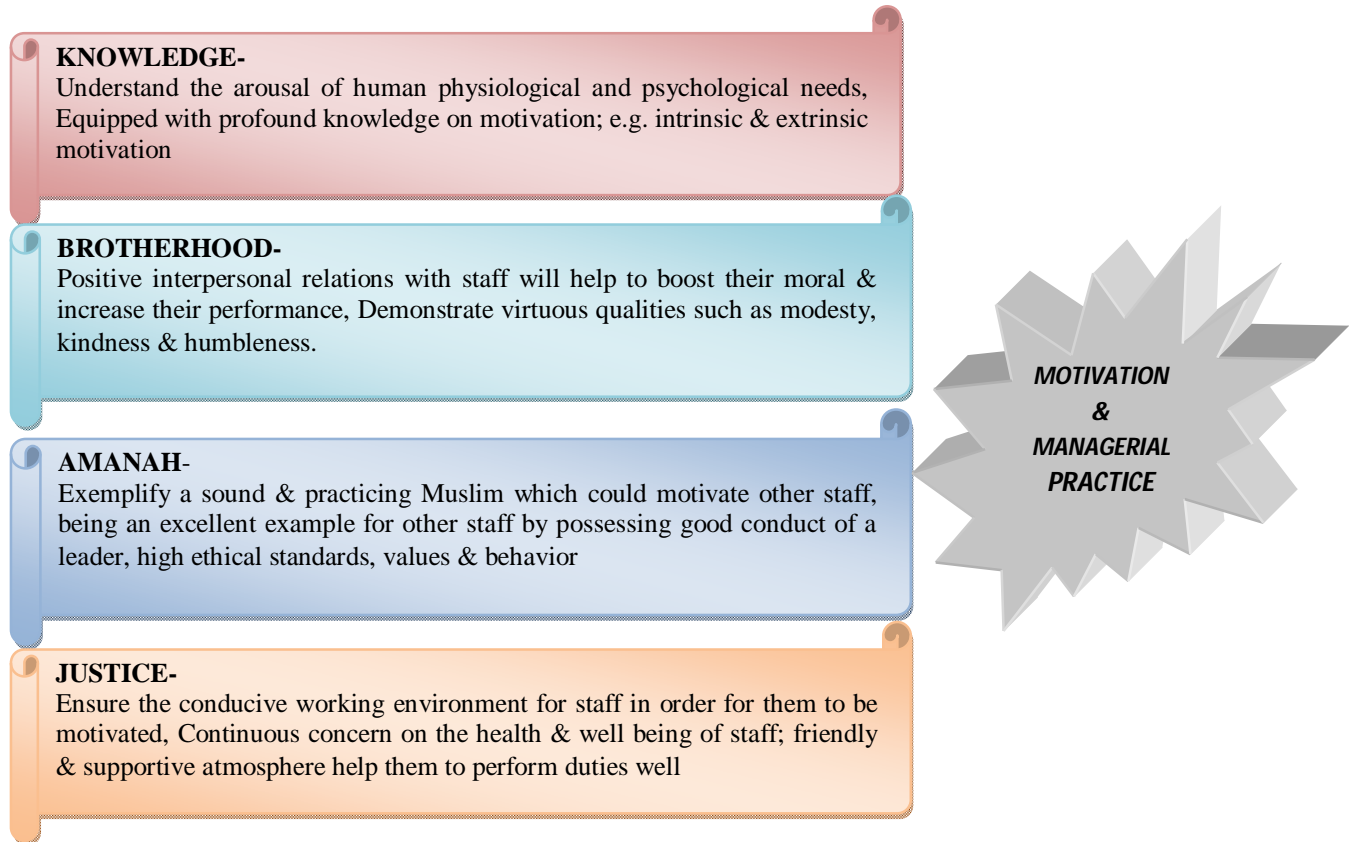 KNOWLEDGE-
Understand the arousal of human physiological and psychological needs,
Equipped with profound knowledge on motivation; e.g. intrinsic & extrinsic
motivation
BROTHERHOOD-
Positive interpersonal relations with staff will help to boost their moral &
increase their performance, Demonstrate virtuous qualities such as modesty,
kindness & humbleness.
AMANAH-
Exemplify a sound & practicing Muslim which could motivate other staff,
being an excellent example for other staff by possessing good conduct of a
leader, high ethical standards, values & behavior
JUSTICE-
Ensure the conducive working environment for staff in order for them to be
motivated, Continuous concern on the health & well being of staff; friendly
& supportive atmosphere help them to perform duties well
MOTIVATION
&
MANAGERIAL
PRACTICE